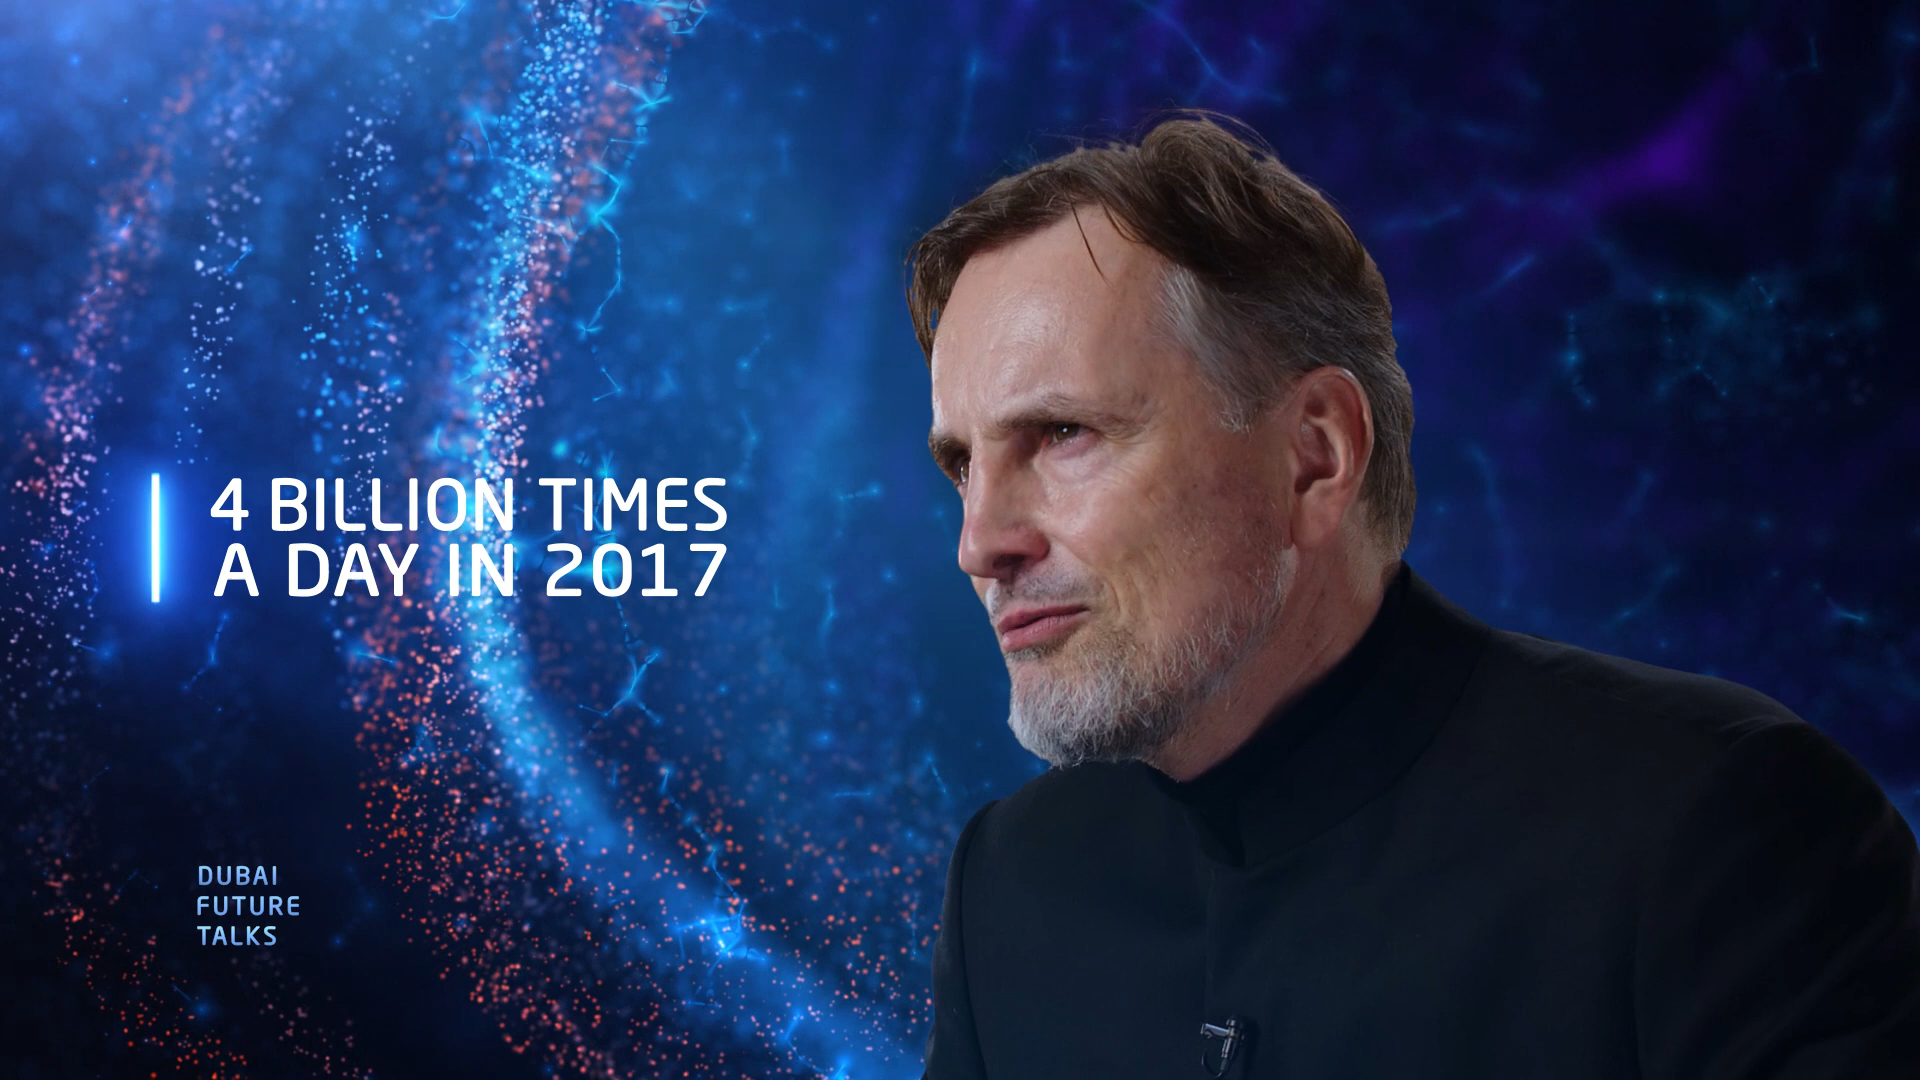 4 BILLION TIMES
A DAY IN 2017
DUBAI
FUTURE
TALKS